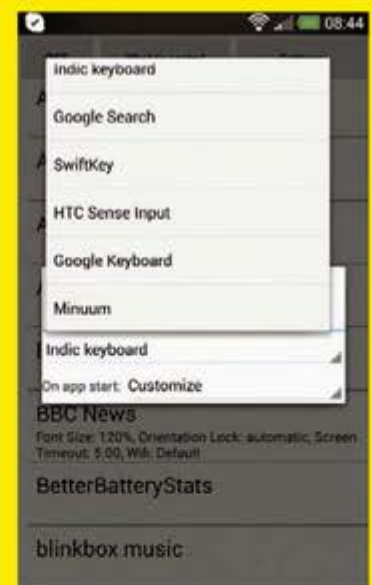 08:44
Indic keyboard
Google Search
SwiftKey
HTC Sense Input
Google Keyboard
Minuum
Indic keyboard
On app start: Customize
BBC News
Font Size: 120%, Orientation Lock: automatic, Screen
Timeout: 5:00, Wifi: Default
BetterBatteryStats
blinkbox music